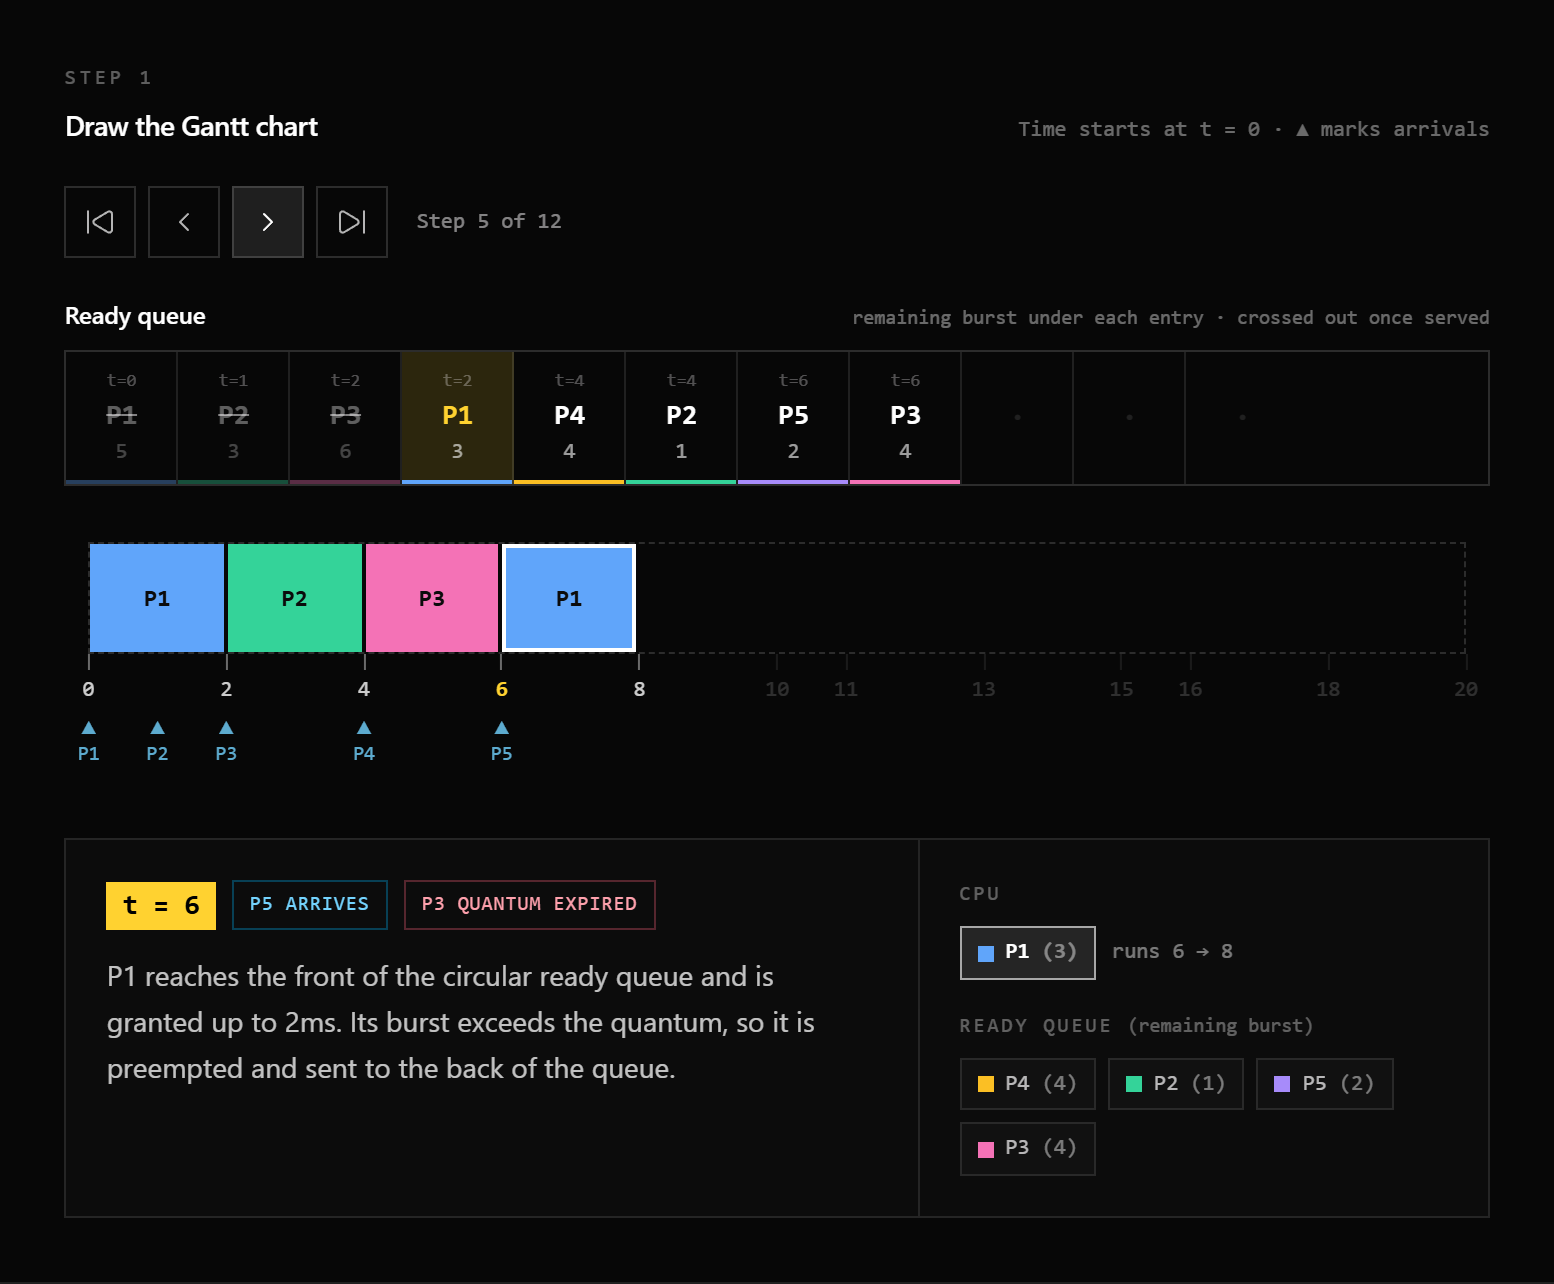 STEP 1
Draw the Gantt chart
Time starts at t = 0 · ▲ marks arrivals
Step 5 of 12
Ready queue
remaining burst under each entry · crossed out once served
t=0 t=1 t=2 t=2 t=4 t=4 t=6 t=6
P1 P2 P3 P1 P4 P2 P5 P3
5 3 6 3 4 1 2 4
P1 P2 P3 P1
0 2 4 6 8 10 11 13 15 16 18 20
P1 P2 P3 P4 P5
t = 6 P5 ARRIVES P3 QUANTUM EXPIRED
P1 reaches the front of the circular ready queue and is
granted up to 2ms. Its burst exceeds the quantum, so it is
preempted and sent to the back of the queue.
CPU
P1 (3) runs 6 → 8
READY QUEUE (remaining burst)
P4 (4) P2 (1) P5 (2)
P3 (4)